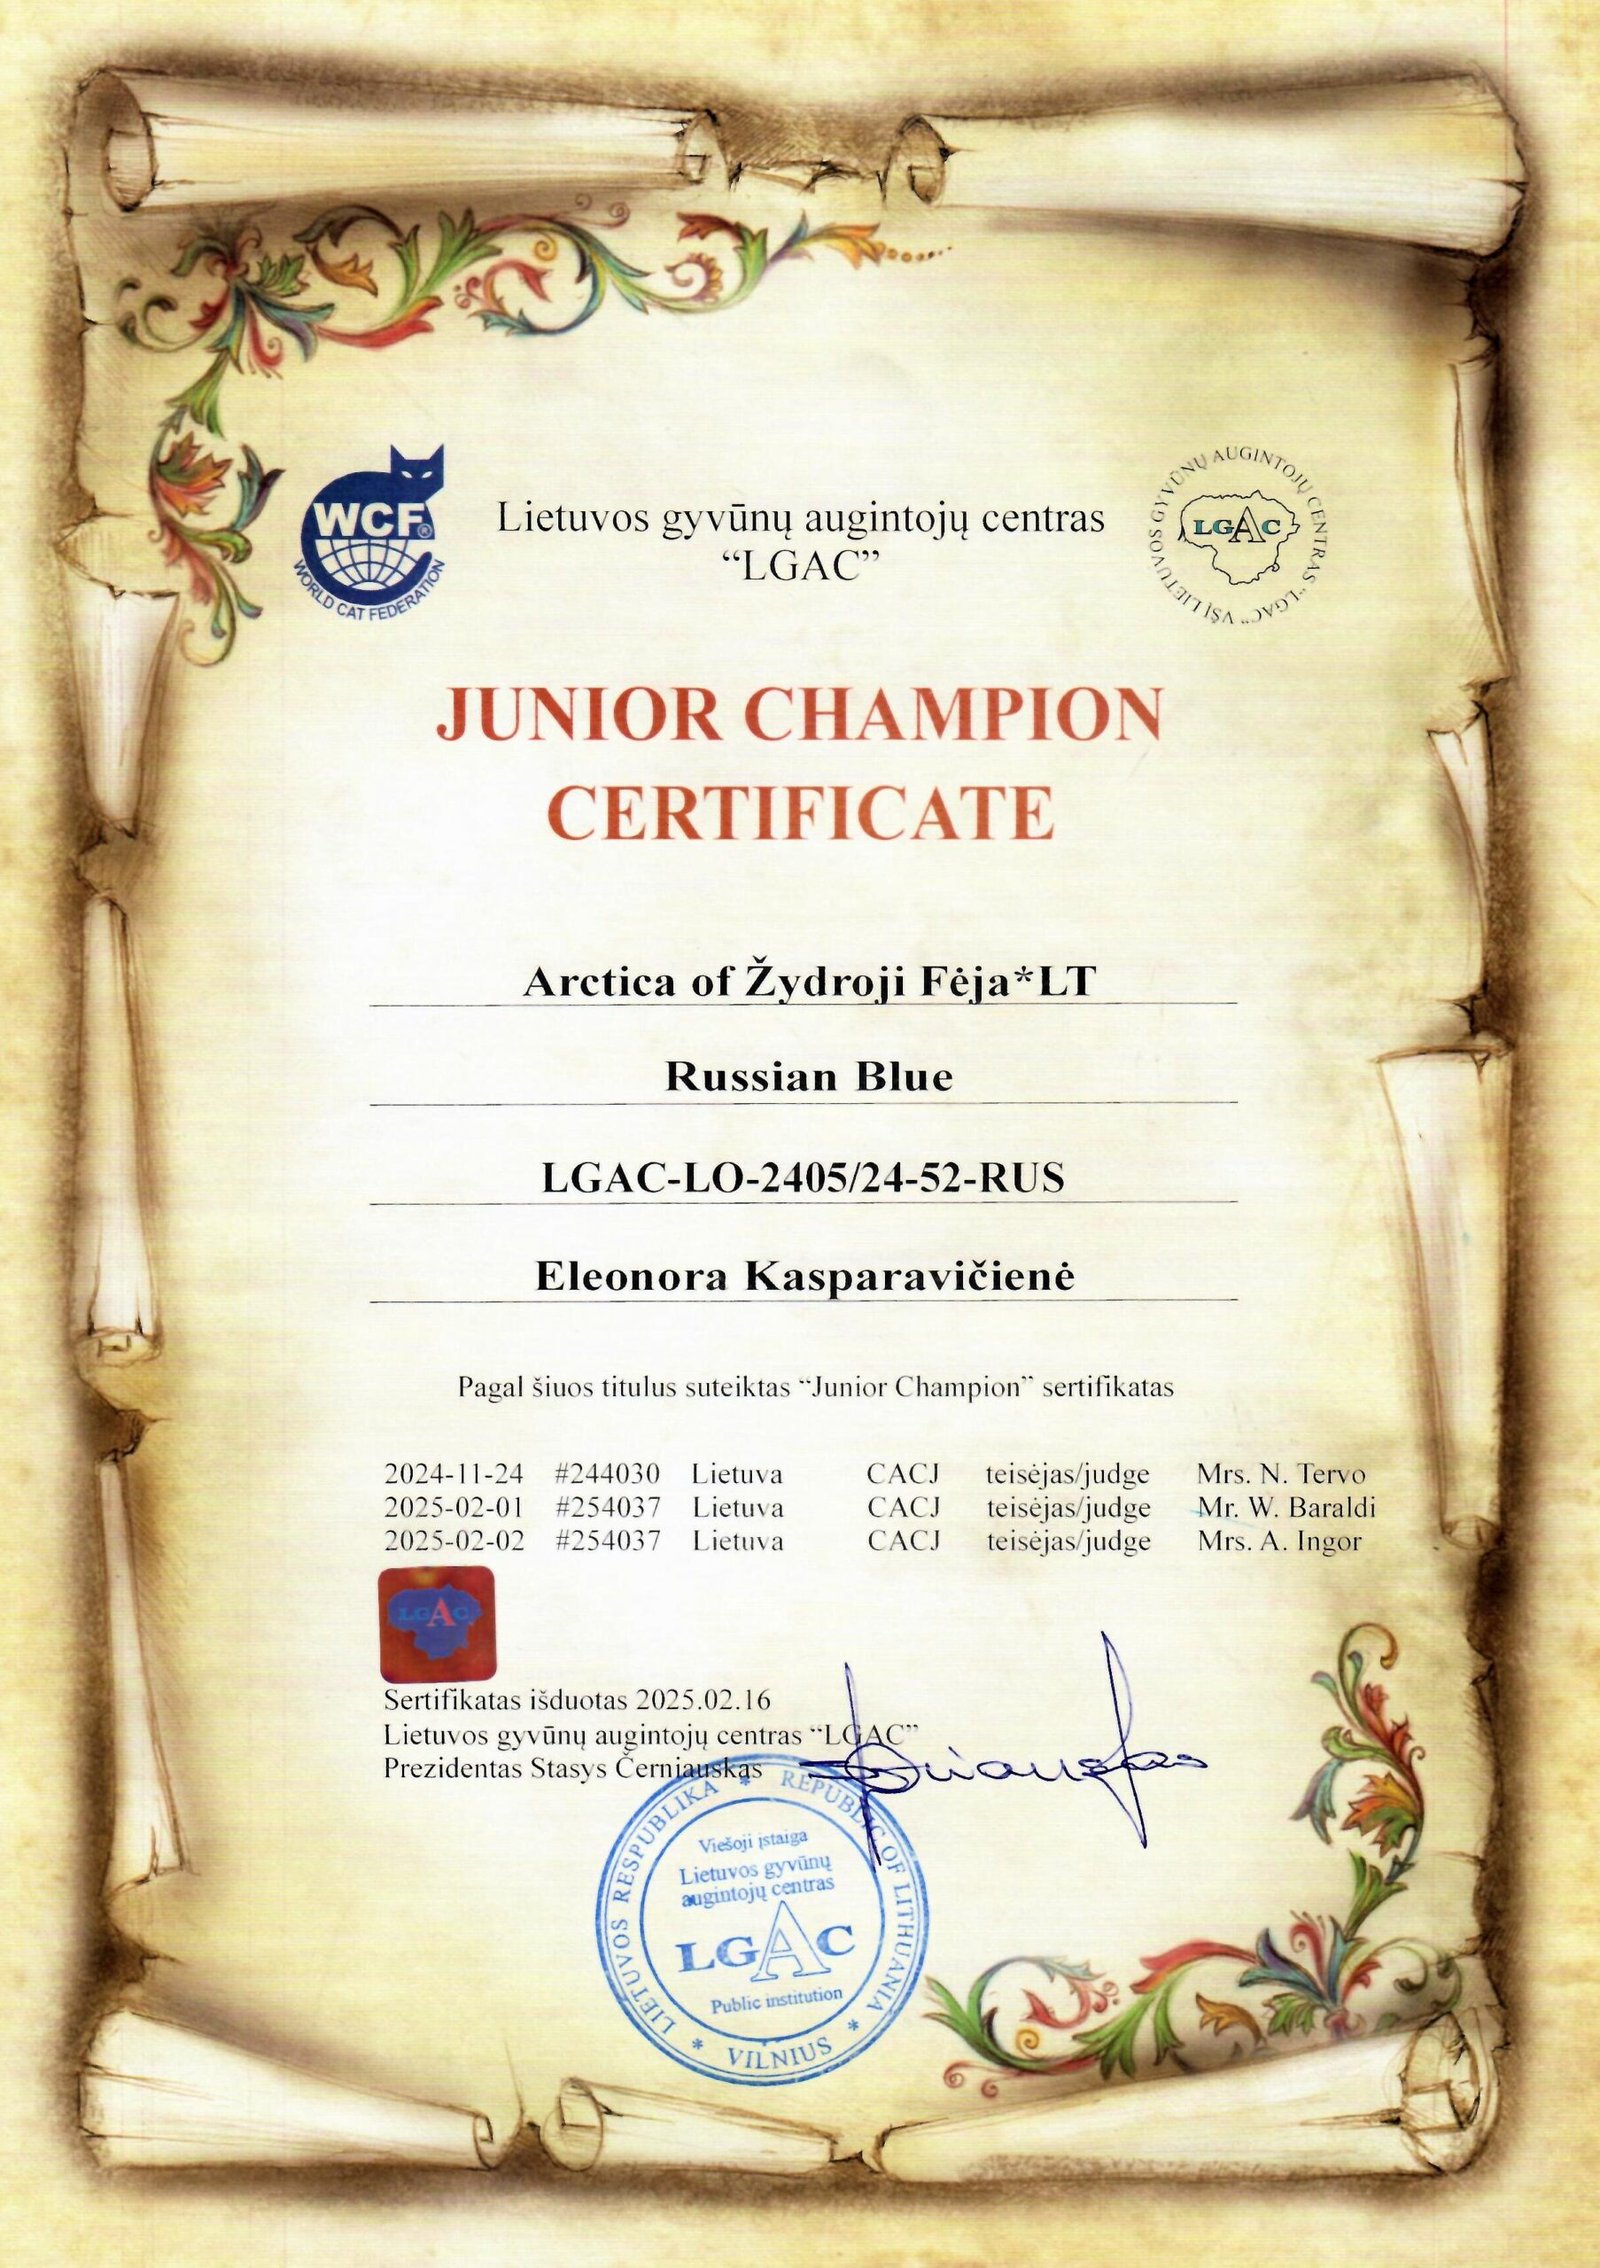 WCF®
WORLD CAT FEDERATION
Lietuvos gyvūnų augintojų centras
“LGAC”
VŠĮ LIETUVOS GYVŪNŲ AUGINTOJŲ CENTRAS "LGAC"
LGAC
JUNIOR CHAMPION
CERTIFICATE
Arctica of Žydroji Fėja*LT
Russian Blue
LGAC-LO-2405/24-52-RUS
Eleonora Kasparavičienė
Pagal šiuos titulus suteiktas “Junior Champion” sertifikatas
2024-11-24 #244030 Lietuva CACJ teisėjas/judge Mrs. N. Tervo
2025-02-01 #254037 Lietuva CACJ teisėjas/judge Mr. W. Baraldi
2025-02-02 #254037 Lietuva CACJ teisėjas/judge Mrs. A. Ingor
LGAC
Sertifikatas išduotas 2025.02.16
Lietuvos gyvūnų augintojų centras “LGAC”
Prezidentas Stasys Černiauskas
LIETUVOS RESPUBLIKA * REPUBLIC OF LITHUANIA * VILNIUS *
Viešoji įstaiga
Lietuvos gyvūnų
augintojų centras
LGAC
Public institution